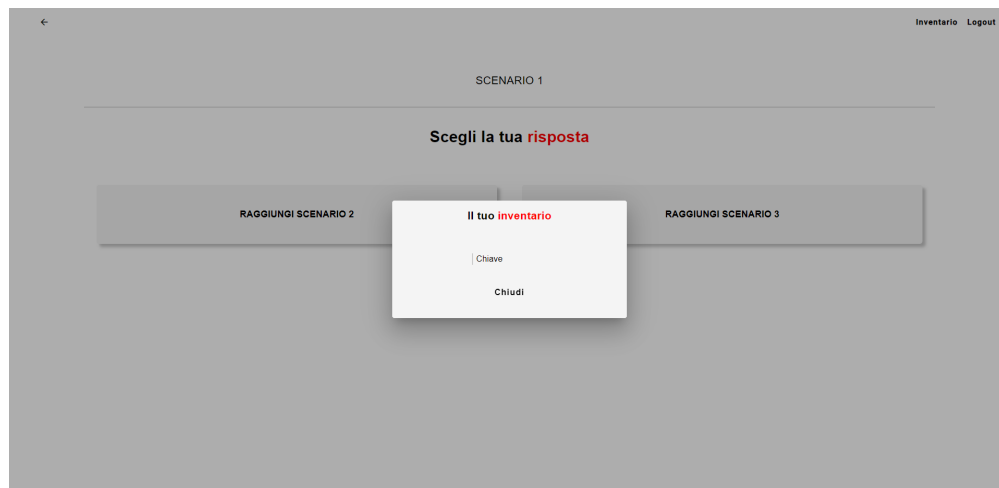 ← Inventario Logout
SCENARIO 1
Scegli la tua risposta
RAGGIUNGI SCENARIO 2
RAGGIUNGI SCENARIO 3
Il tuo inventario
Chiave
Chiudi